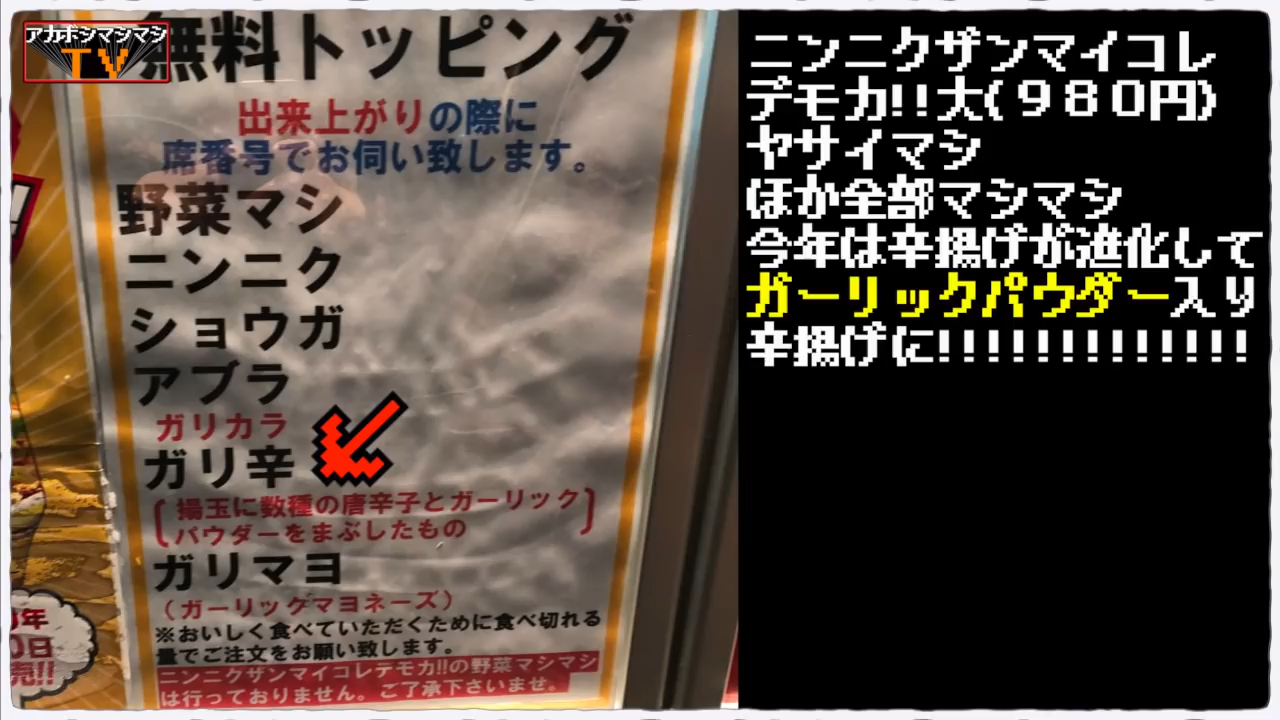 アカボシマシマシ
TV
無料トッピング
出来上がりの際に
席番号でお伺い致します。
野菜マシ
ニンニク
ショウガ
アブラ
ガリカラ
ガリ辛
揚玉に数種の唐辛子とガーリック
パウダーをまぶしたもの
ガリマヨ
(ガーリックマヨネーズ)
※おいしく食べていただくために食べ切れる
量でご注文をお願い致します。
ニンニクザンマイコレデモカ!!の野菜マシマシ
は行っておりません。ご了承下さいませ。
年
0日
売!!
ニンニクザンマイコレ
デモカ!!大(980円)
ヤサイマシ
ほか全部マシマシ
今年は辛揚げが進化して
ガーリックパウダー入り
辛揚げに!!!!!!!!!!!!!